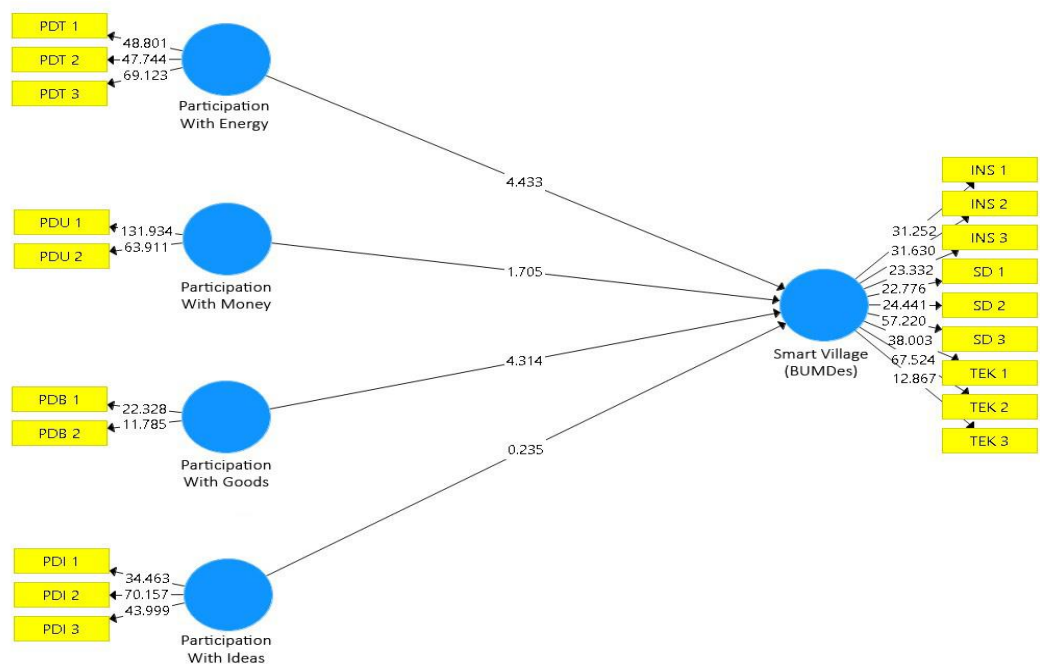 PDT 1
48.801
PDT 2
47.744
69.123
PDT 3
Participation
With Energy
4.433
PDU 1
131.934
PDU 2
63.911
Participation
With Money
1.705
PDB 1
22.328
PDB 2
11.785
Participation
With Goods
4.314
PDI 1
34.463
PDI 2
70.157
43.999
PDI 3
Participation
With Ideas
0.235
Smart Village
(BUMDes)
INS 1
INS 2
31.252
31.630
INS 3
23.332
SD 1
22.776
24.441
SD 2
57.220
SD 3
38.003
67.524
TEK 1
12.867
TEK 2
TEK 3